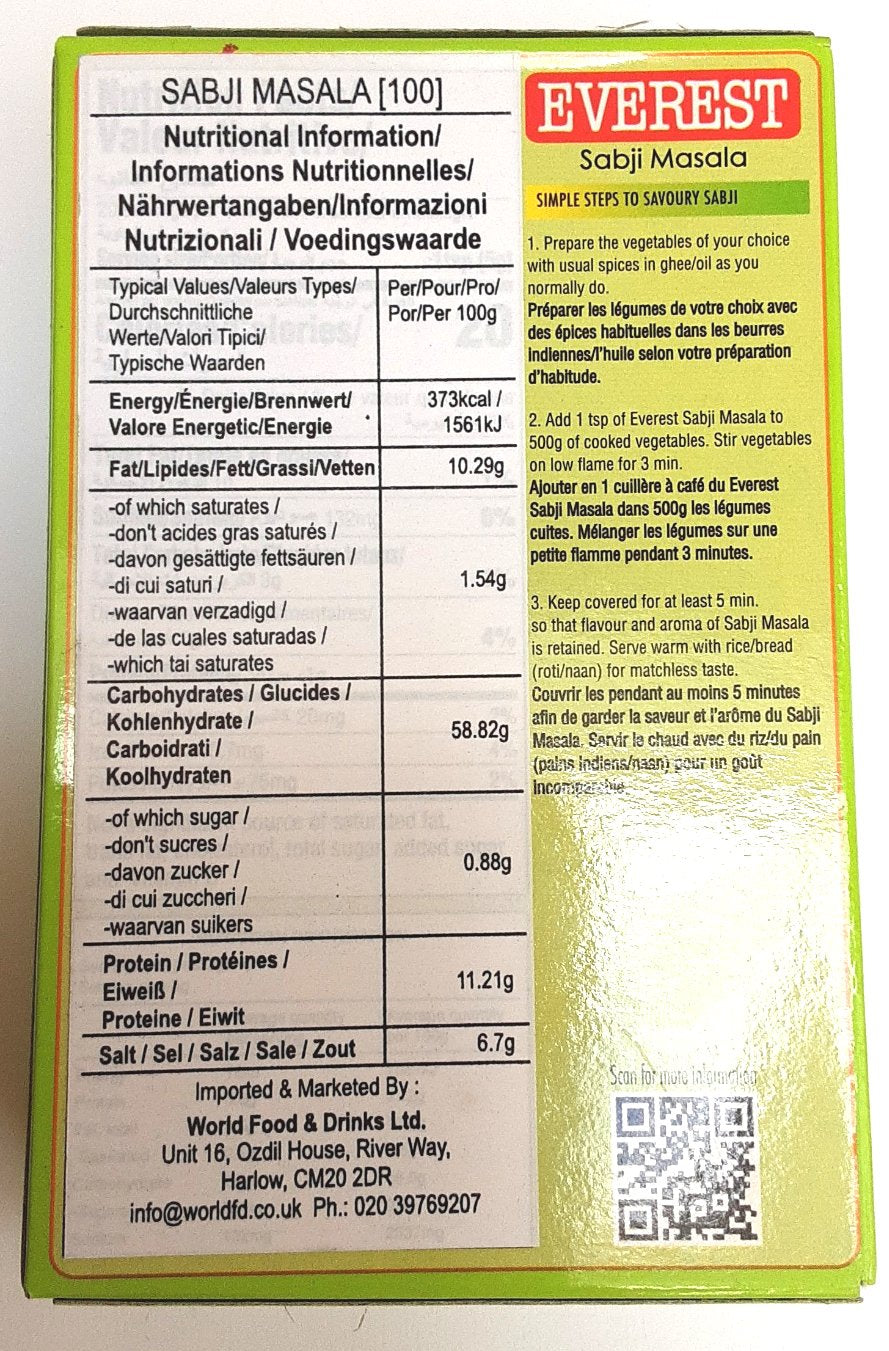 SABJI MASALA [100]
Nutritional Information/
Informations Nutritionnelles/
Nährwertangaben/Informazioni
Nutrizionali / Voedingswaarde
Typical Values/Valeurs Types/
Durchschnittliche
Werte/Valori Tipici/
Typische Waarden
Per/Pour/Pro/
Por/Per 100g
Energy/Énergie/Brennwert/
Valore Energetic/Energie
373kcal /
1561kJ
Fat/Lipides/Fett/Grassi/Vetten
10.29g
-of which saturates /
-don't acides gras saturés /
-davon gesättigte fettsäuren /
-di cui saturi /
-waarvan verzadigd /
-de las cuales saturadas /
-which tai saturates
1.54g
Carbohydrates / Glucides /
Kohlenhydrate /
Carboidrati /
Koolhydraten
58.82g
-of which sugar /
-don't sucres /
-davon zucker /
-di cui zuccheri /
-waarvan suikers
0.88g
Protein / Protéines /
Eiweiß /
Proteine / Eiwit
11.21g
Salt / Sel / Salz / Sale / Zout
6.7g
Imported & Marketed By :
World Food & Drinks Ltd.
Unit 16, Ozdil House, River Way,
Harlow, CM20 2DR
info@worldfd.co.uk Ph.: 020 39769207
EVEREST
Sabji Masala
SIMPLE STEPS TO SAVOURY SABJI
1. Prepare the vegetables of your choice
with usual spices in ghee/oil as you
normally do.
Préparer les légumes de votre choix avec
des épices habituelles dans les beurres
indiennes/l'huile selon votre préparation
d'habitude.
2. Add 1 tsp of Everest Sabji Masala to
500g of cooked vegetables. Stir vegetables
on low flame for 3 min.
Ajouter en 1 cuillère à café du Everest
Sabji Masala dans 500g les légumes
cuites. Mélanger les légumes sur une
petite flamme pendant 3 minutes.
3. Keep covered for at least 5 min.
so that flavour and aroma of Sabji Masala
is retained. Serve warm with rice/bread
(roti/naan) for matchless taste.
Couvrir les pendant au moins 5 minutes
afin de garder la saveur et l'arôme du Sabji
Masala. Servir le chaud avec du riz/du pain
(pains indiens/naan) pour un goût
incomparable.
Scan for more information